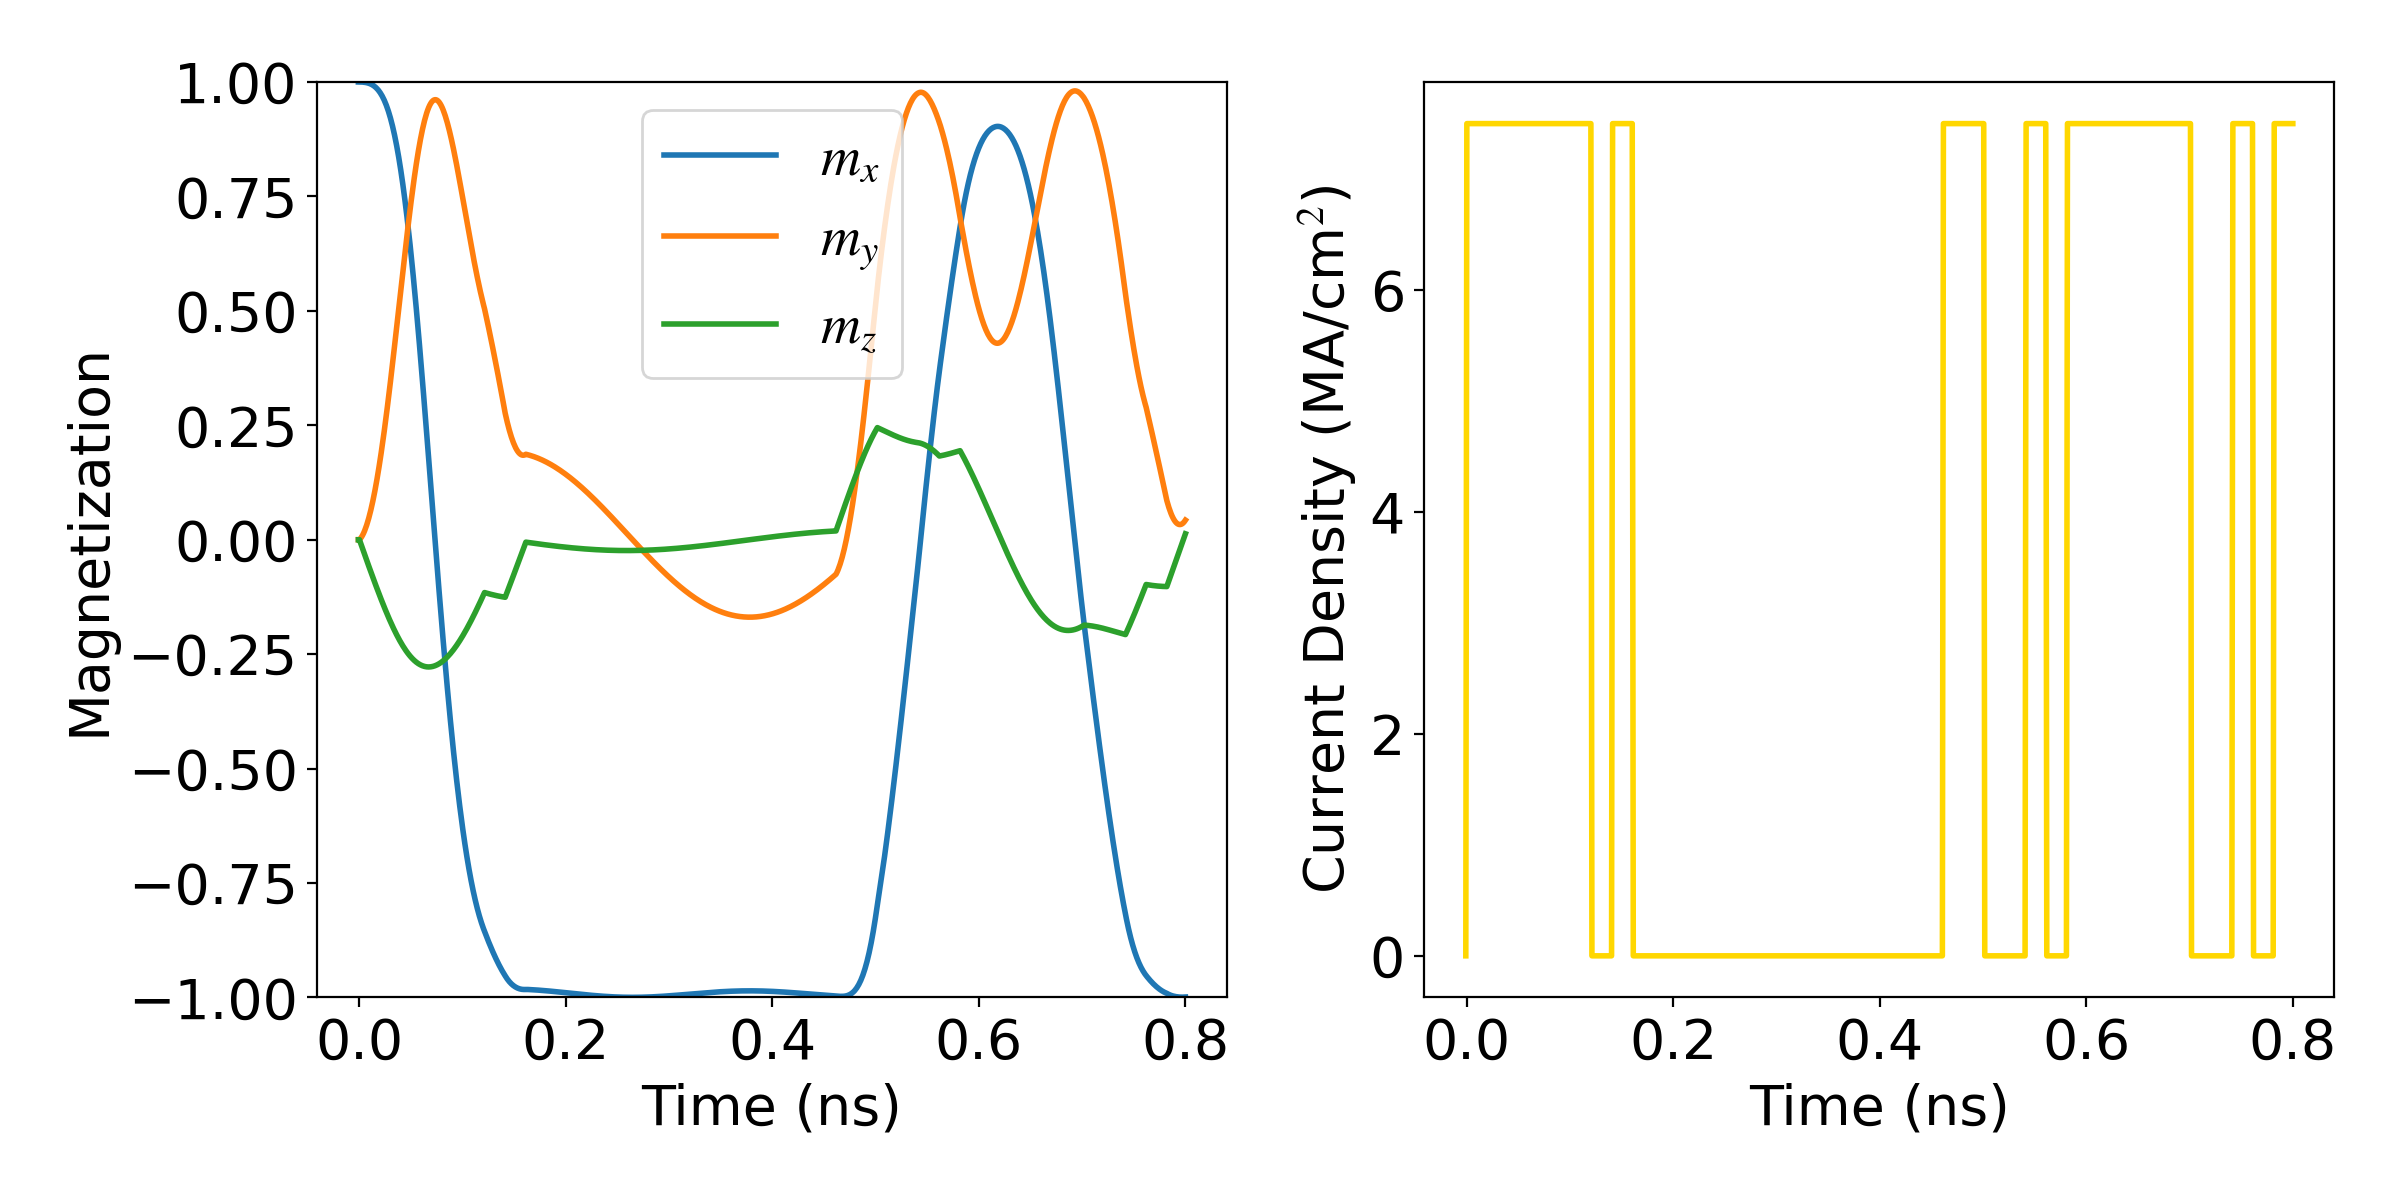 1.00
0.75
0.50
0.25
0.00
−0.25
−0.50
−0.75
−1.00
Magnetization
0.0 0.2 0.4 0.6 0.8
Time (ns)
m_x
m_y
m_z
6
4
2
0
Current Density (MA/cm²)
0.0 0.2 0.4 0.6 0.8
Time (ns)